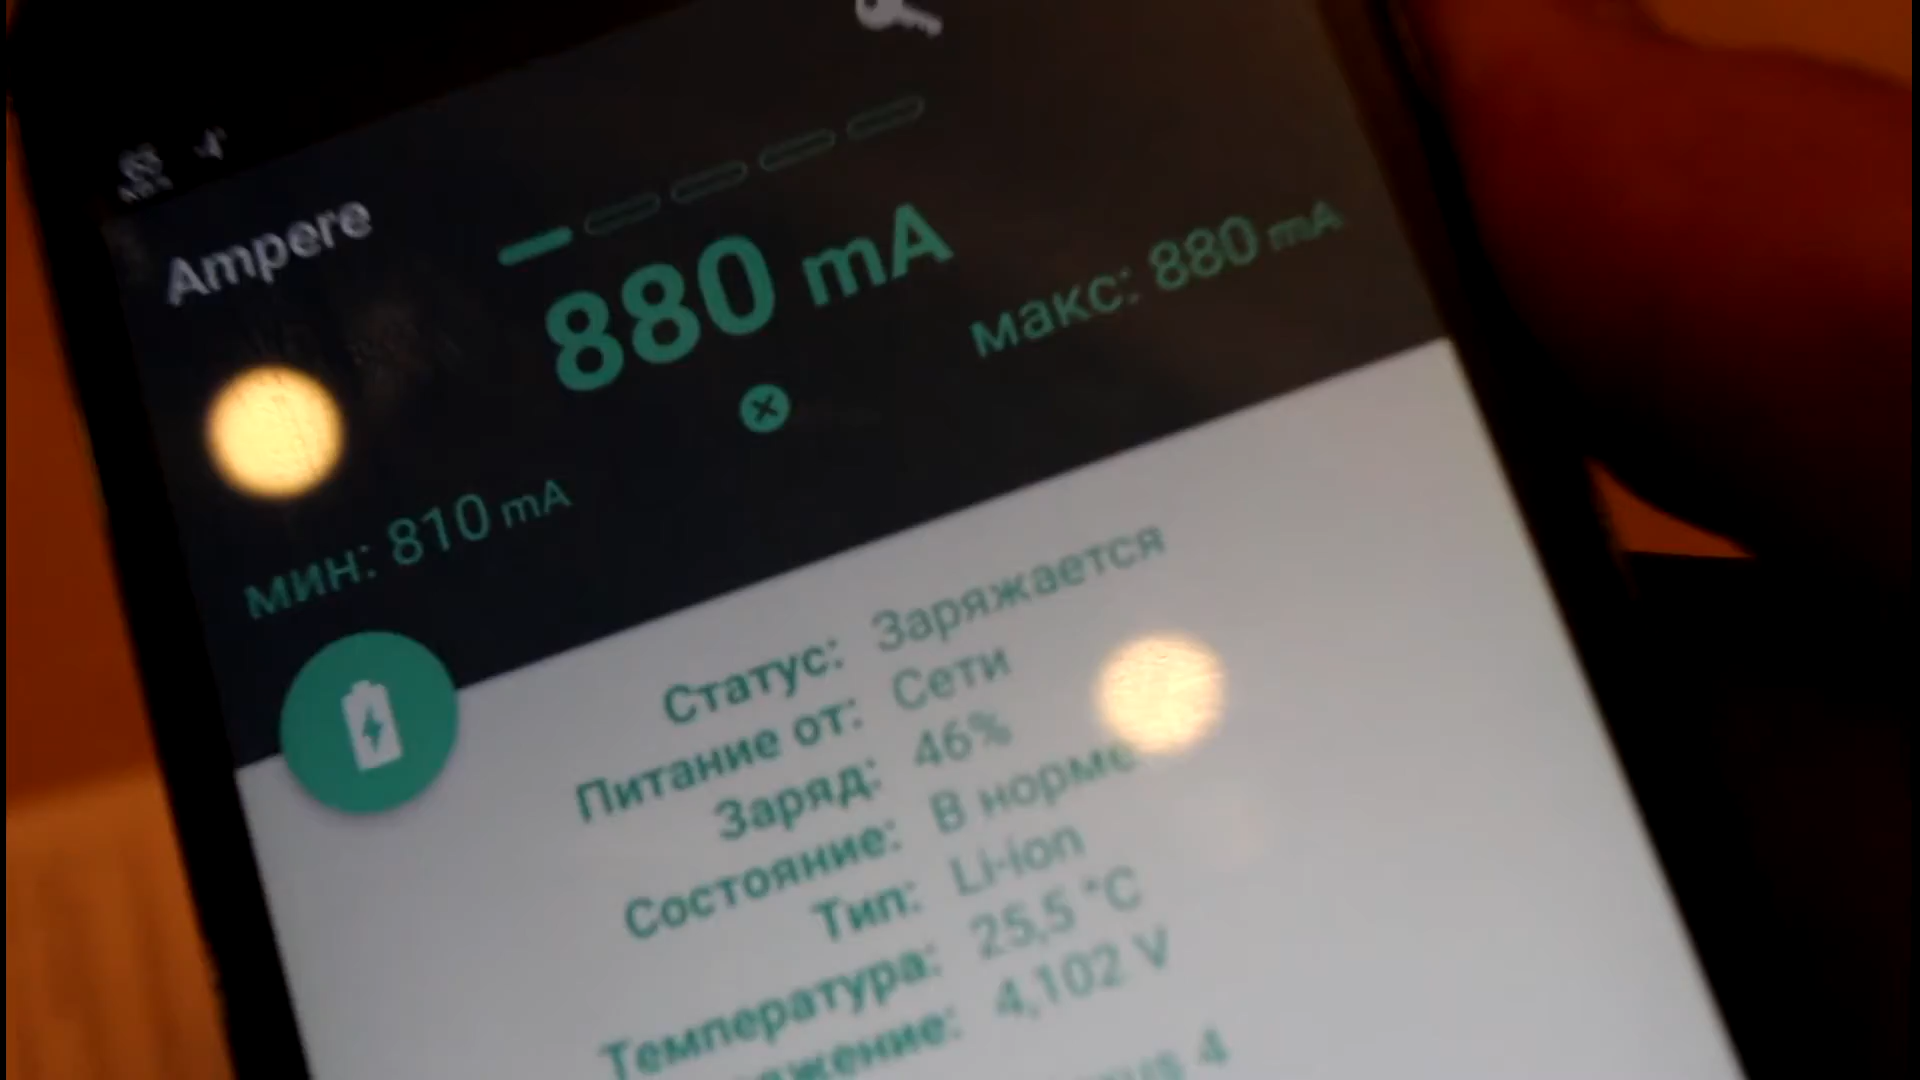 Ampere
880 mA
мин: 810 mA
макс: 880 mA
Статус: Заряжается
Питание от: Сети
Заряд: 46%
Состояние: В норме
Тип: Li-ion
Температура: 25,5 °C
4,102 V
4